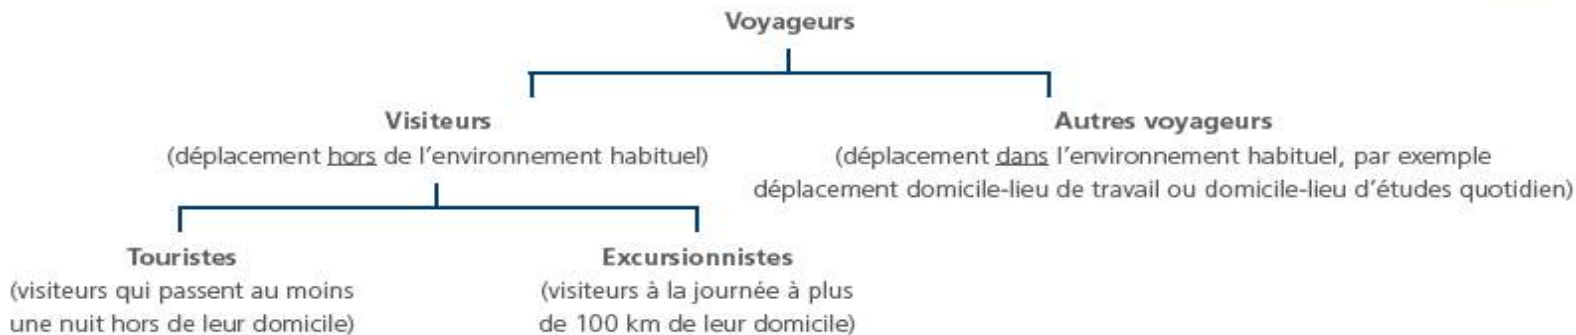 Voyageurs
Visiteurs
(déplacement hors de l'environnement habituel)
Autres voyageurs
(déplacement dans l'environnement habituel, par exemple
déplacement domicile-lieu de travail ou domicile-lieu d'études quotidien)
Touristes
(visiteurs qui passent au moins
une nuit hors de leur domicile)
Excursionnistes
(visiteurs à la journée à plus
de 100 km de leur domicile)